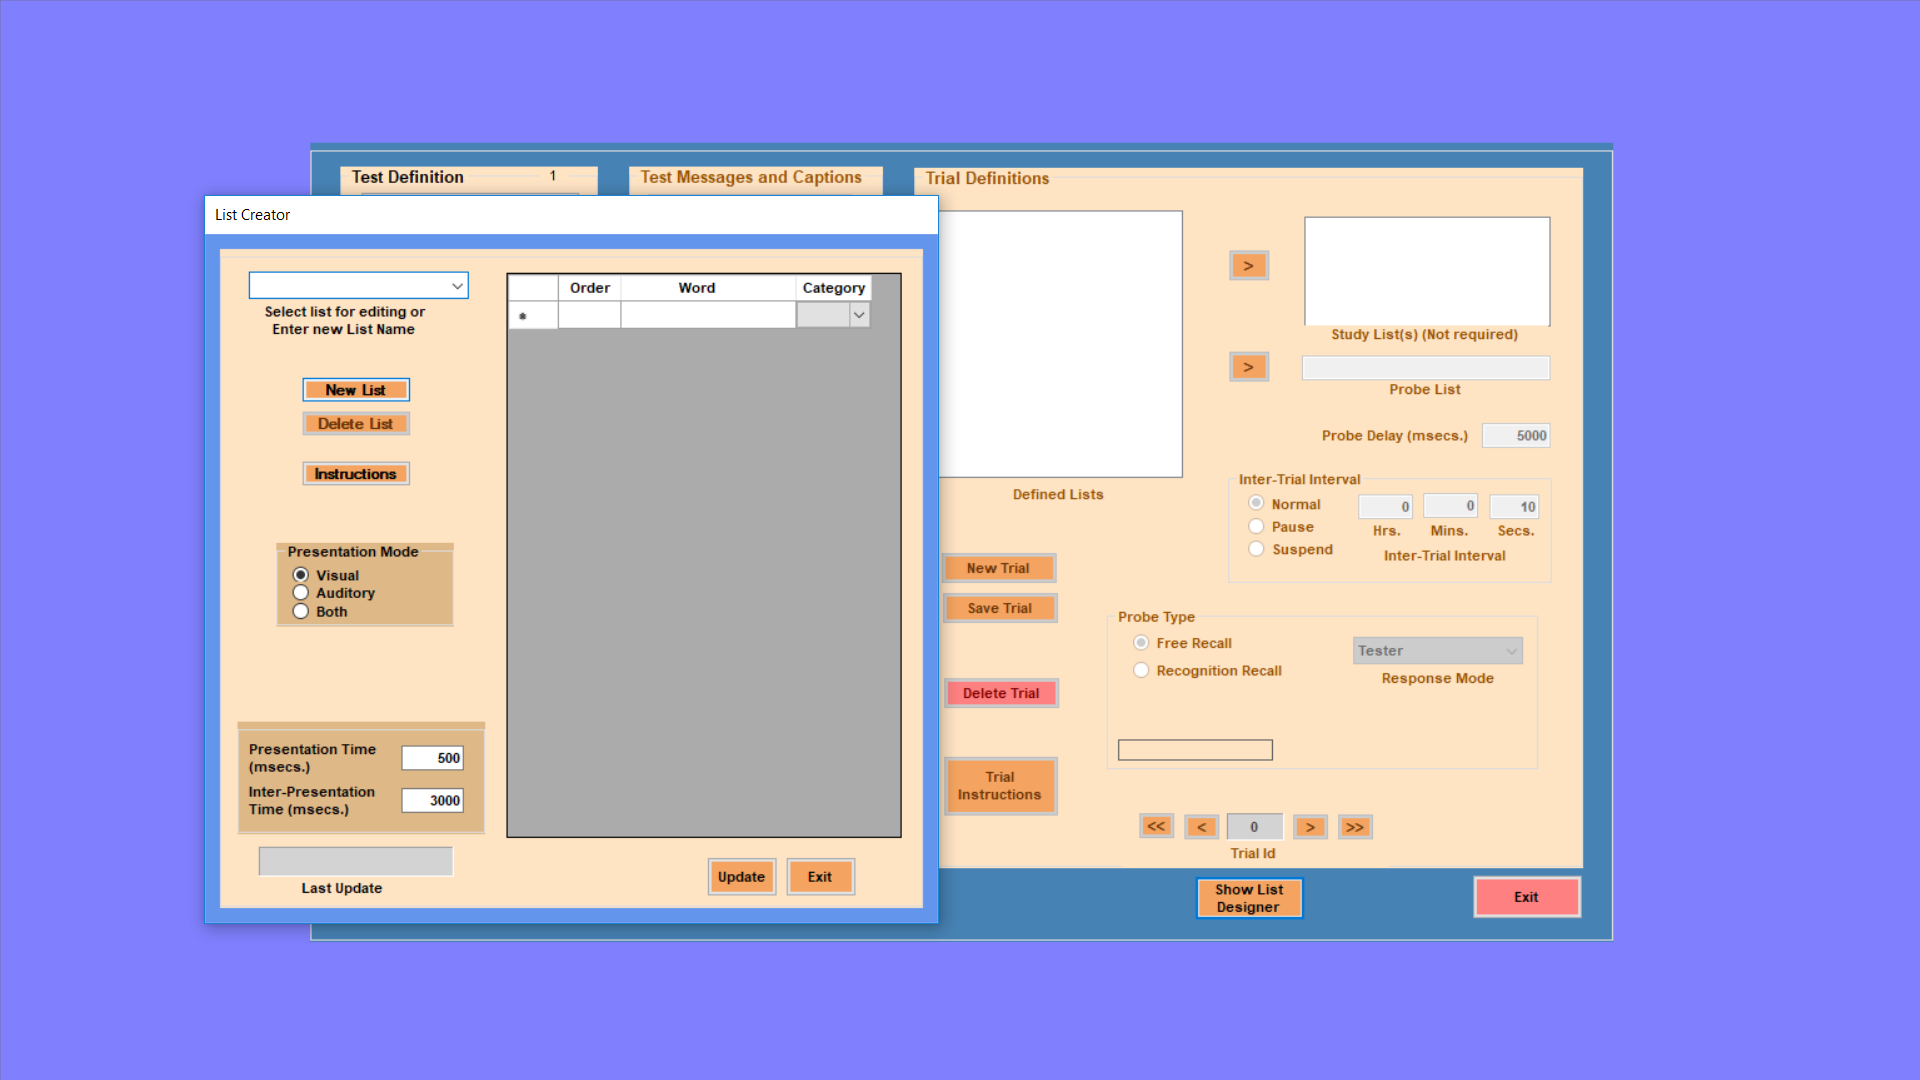 Test Definition 1
Test Messages and Captions
Trial Definitions
List Creator
Select list for editing or
Enter new List Name
New List
Delete List
Instructions
Presentation Mode
Visual
Auditory
Both
Presentation Time
(msecs.)
500
Inter-Presentation
Time (msecs.)
3000
Last Update
Order Word Category
*
Update
Exit
Defined Lists
New Trial
Save Trial
Delete Trial
Trial
Instructions
>
Study List(s) (Not required)
>
Probe List
Probe Delay (msecs.) 5000
Inter-Trial Interval
Normal
Pause
Suspend
0 0 10
Hrs. Mins. Secs.
Inter-Trial Interval
Probe Type
Free Recall
Recognition Recall
Tester
Response Mode
<< < 0 > >>
Trial Id
Show List
Designer
Exit